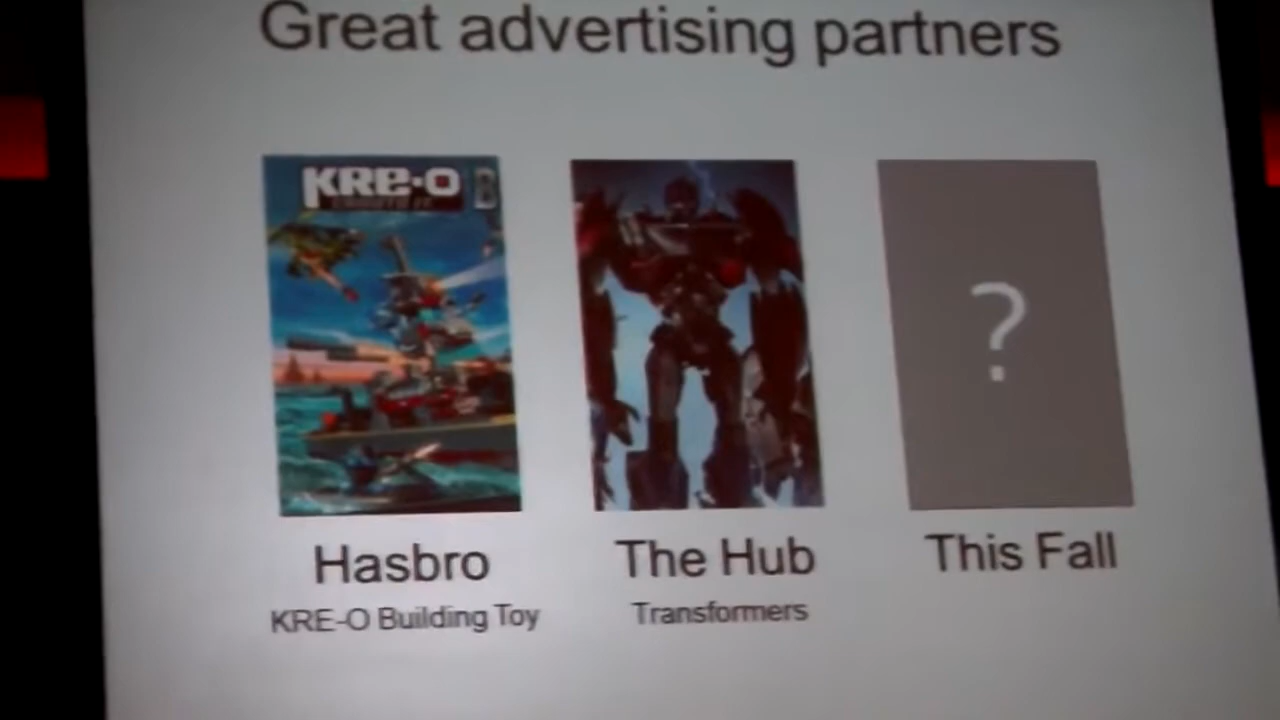 Great advertising partners
KRE-O
?
Hasbro
The Hub
This Fall
KRE-O Building Toy
Transformers